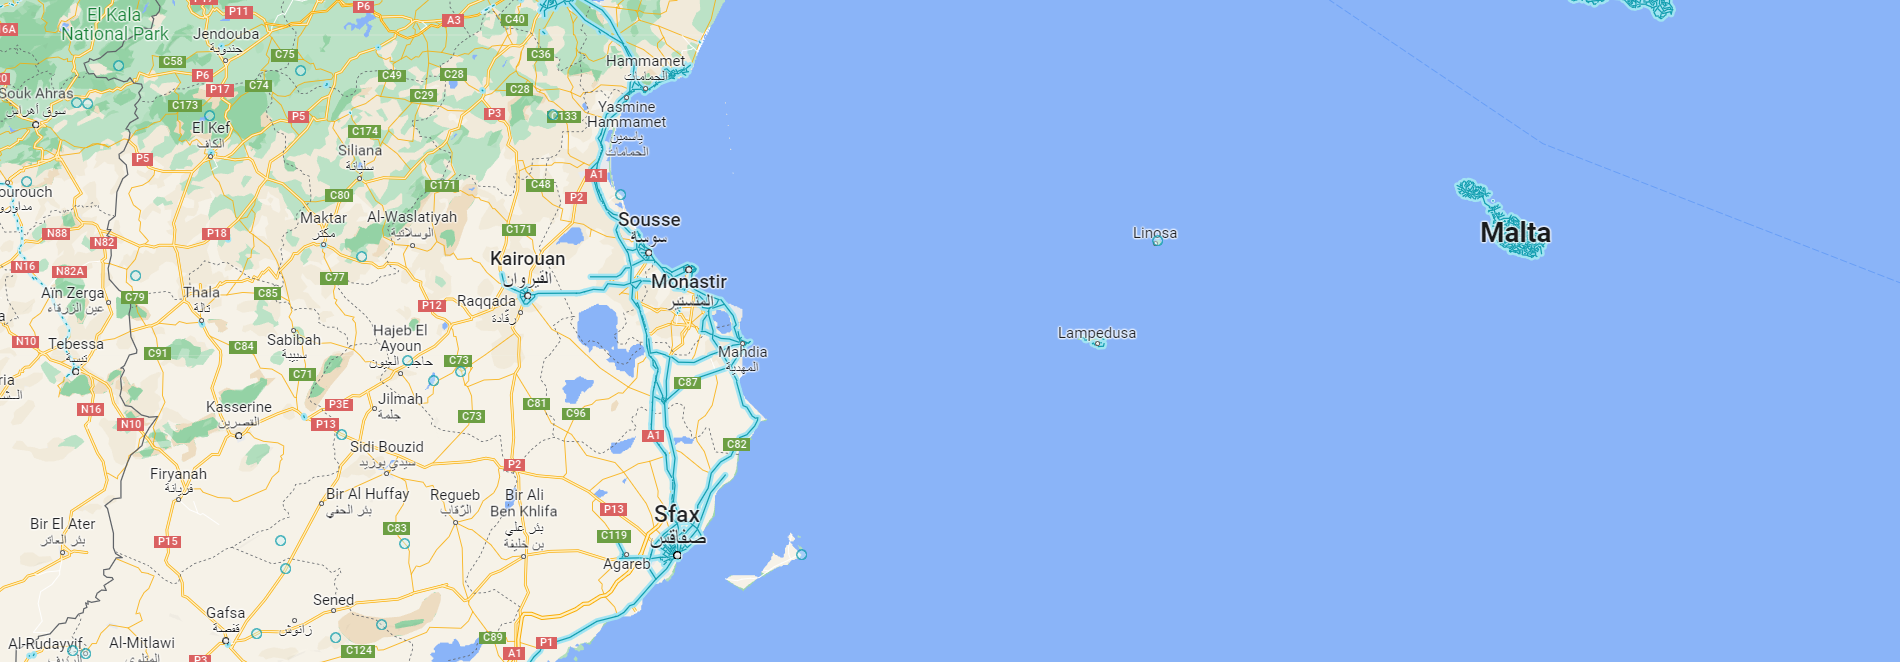 P11
P6
A3
C40
El Kala
National Park
16A
Jendouba
جندوبة
C75
C36
C58
P6
C49
C28
Hammamet
الحمامات
P17
C74
C29
C28
Souk Ahras
سوق أهراس
C173
P5
P3
C133
Yasmine
Hammamet
ياسمين
الحمامات
El Kef
الكاف
C174
Siliana
سليانة
P5
A1
C171
C48
C80
P2
ourouch
مداورو
Maktar
مكثر
Al-Waslatiyah
الوسلاتية
Sousse
سوسة
Linosa
Malta
N88
N82
P18
C171
Kairouan
القيروان
N16
N82A
C77
Monastir
المنستير
Aïn Zerga
عين الزرقاء
C79
Thala
تالة
C85
P12
Raqqada
رقّادة
Hajeb El
Ayoun
حاجب العيون
Lampedusa
N10
Tebessa
تبسة
C91
C84
Sabibah
سبيبة
C73
Mahdia
المهدية
C71
C87
N16
Kasserine
القصرين
P3E
Jilmah
جلمة
C81
C96
N10
P13
C73
A1
C82
Sidi Bouzid
سيدي بوزيد
P2
Firyanah
فريانة
Bir Al Huffay
بئر الحفي
Regueb
الرقاب
Bir Ali
Ben Khlifa
بئر علي
بن خليفة
P13
Sfax
صفاقس
Bir El Ater
بئر العاتر
C83
C119
P15
Agareb
Sened
Gafsa
قفصة
زانوش
Al-Rudayyif
الرديف
Al-Mitlawi
المتلوي
C89
P1
C124
A1
P3